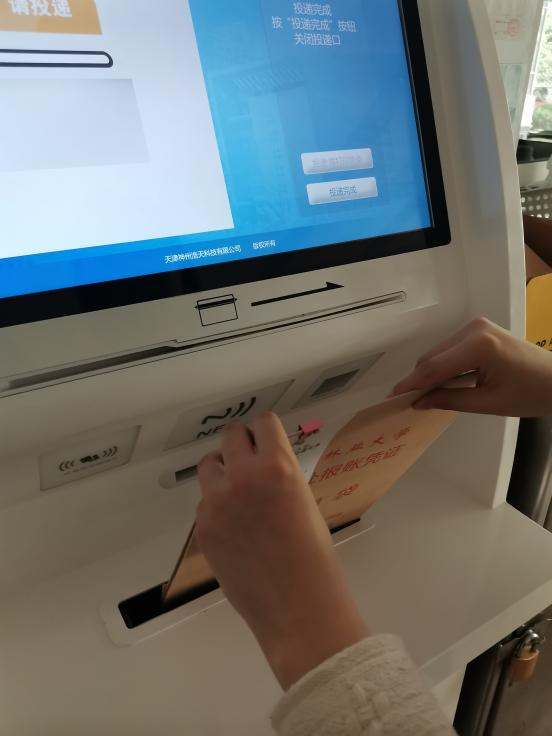 请投递
投递完成
按“投递完成”按钮
关闭投递口
投递完成
天津神州浩天科技有限公司 版权所有
林业大学
报账凭证
袋